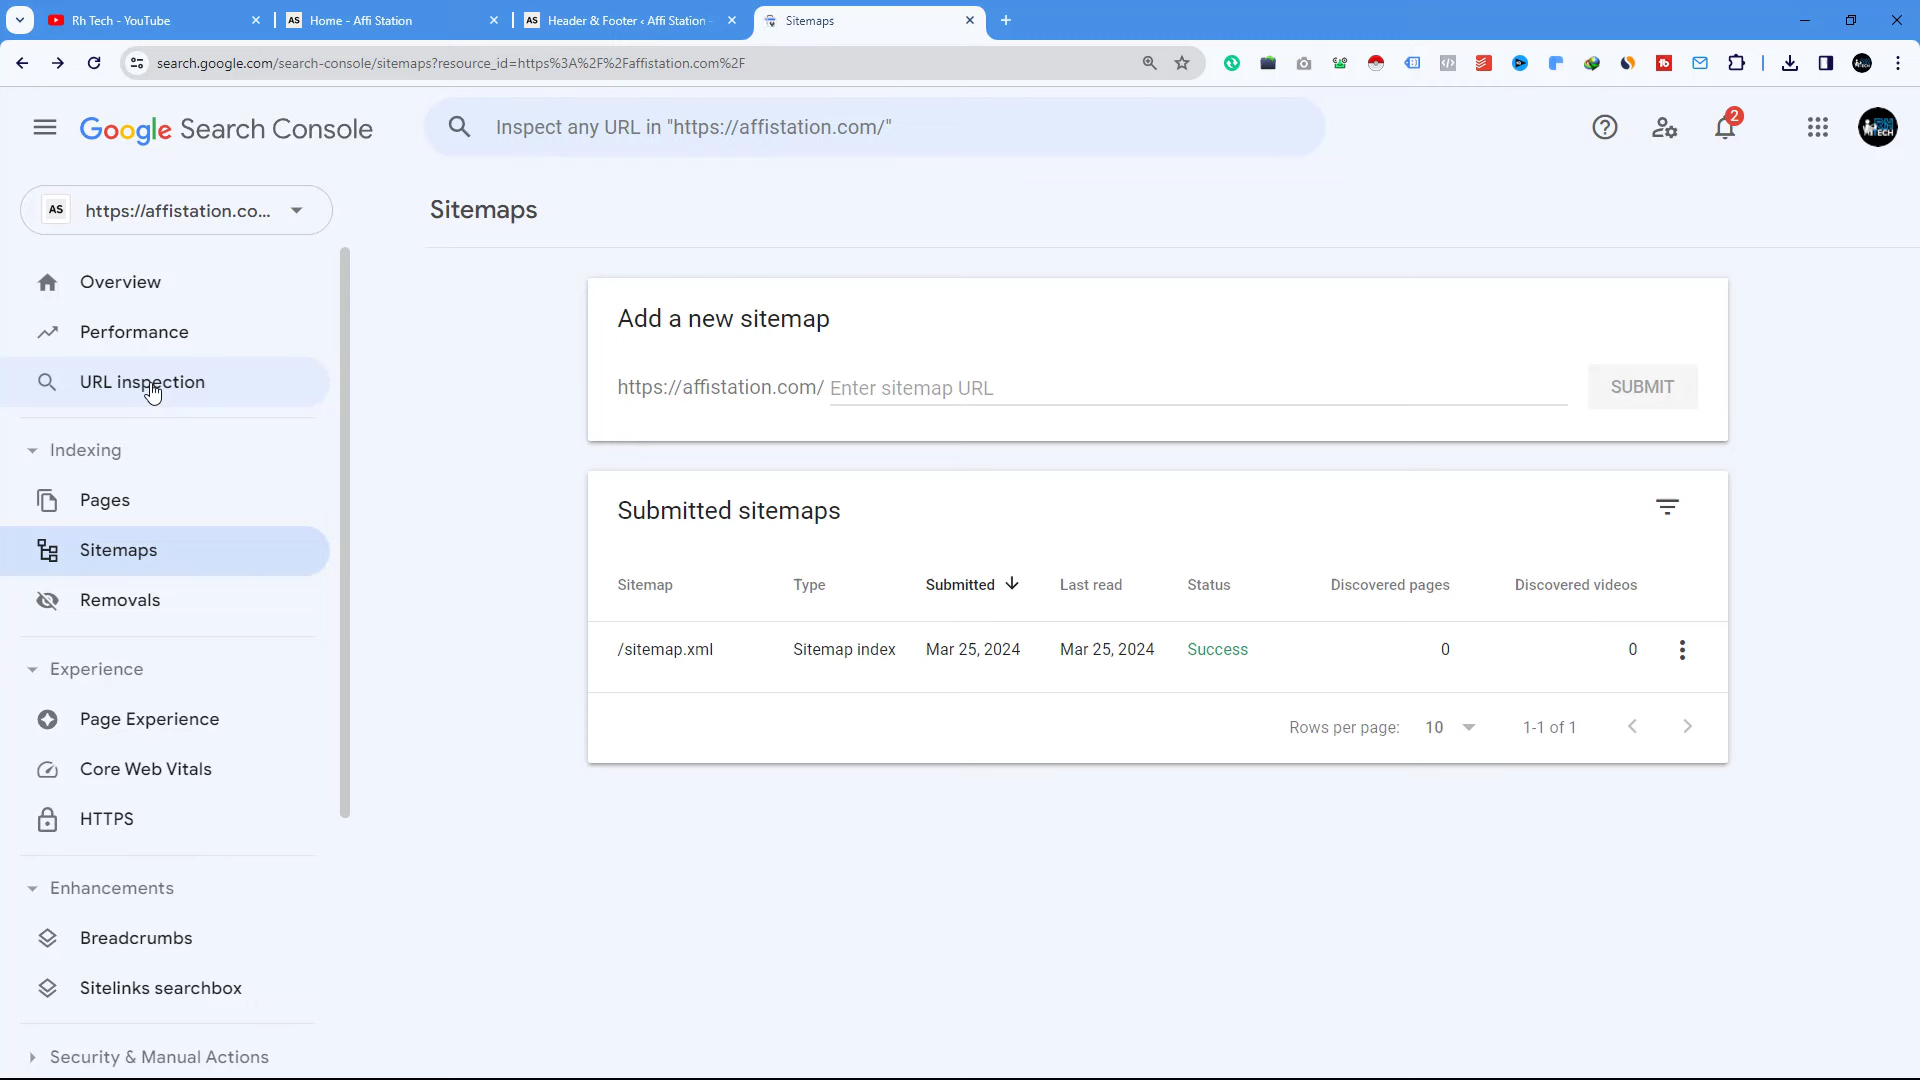 Rh Tech - YouTube
AS Home - Affi Station
AS Header & Footer ‹ Affi Station
Sitemaps
search.google.com/search-console/sitemaps?resource_id=https%3A%2F%2Faffistation.com%2F
Google Search Console
Inspect any URL in "https://affistation.com/"
2
AS https://affistation.co...
Sitemaps
Overview
Performance
URL inspection
Indexing
Pages
Sitemaps
Removals
Experience
Page Experience
Core Web Vitals
HTTPS
Enhancements
Breadcrumbs
Sitelinks searchbox
Security & Manual Actions
Add a new sitemap
https://affistation.com/ Enter sitemap URL
SUBMIT
Submitted sitemaps
Sitemap Type Submitted Last read Status Discovered pages Discovered videos
/sitemap.xml Sitemap index Mar 25, 2024 Mar 25, 2024 Success 0 0
Rows per page: 10 1-1 of 1